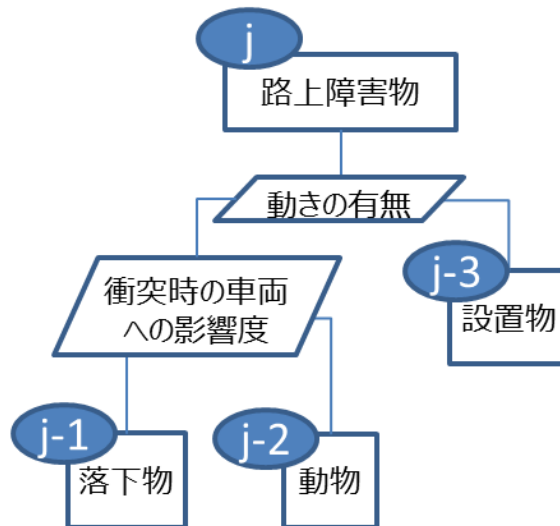 j
路上障害物
動きの有無
衝突時の車両
への影響度
j-3
設置物
j-1
落下物
j-2
動物